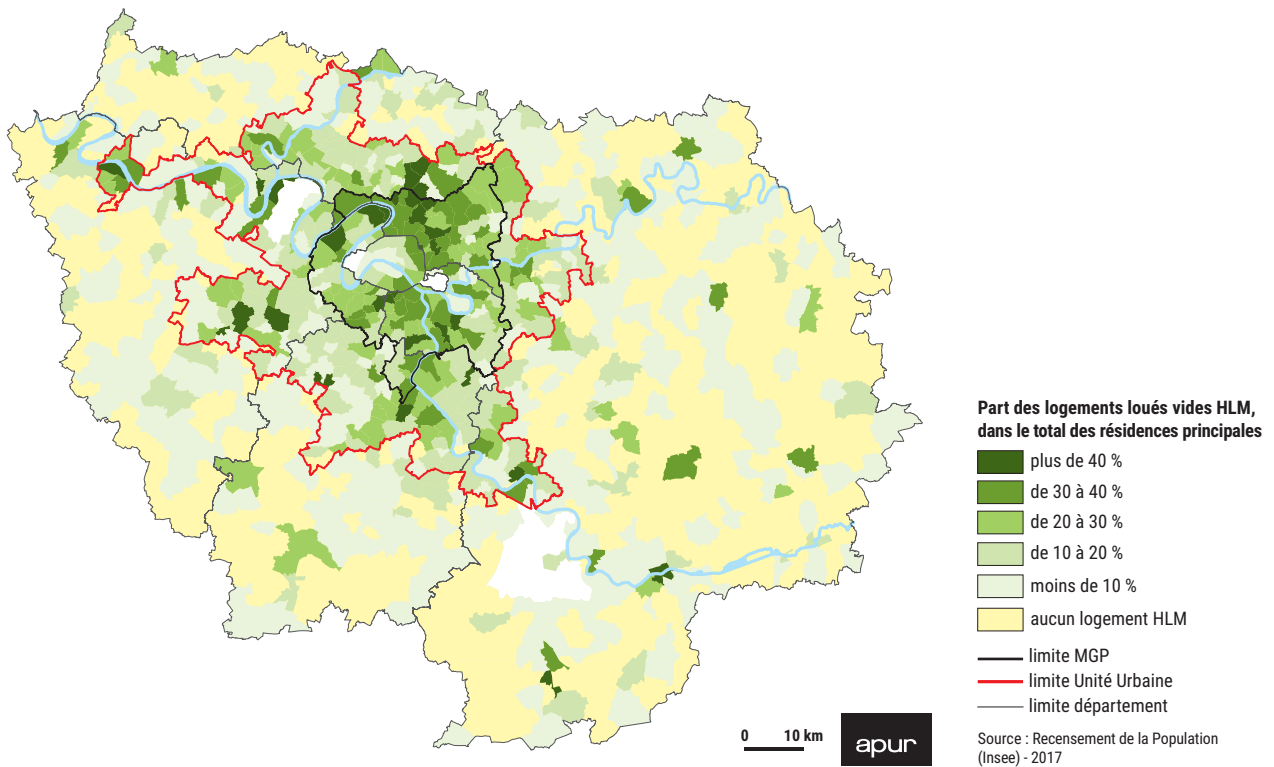 Part des logements loués vides HLM,
dans le total des résidences principales
plus de 40 %
de 30 à 40 %
de 20 à 30 %
de 10 à 20 %
moins de 10 %
aucun logement HLM
limite MGP
limite Unité Urbaine
limite département
0 10 km
apur
Source : Recensement de la Population
(Insee) - 2017